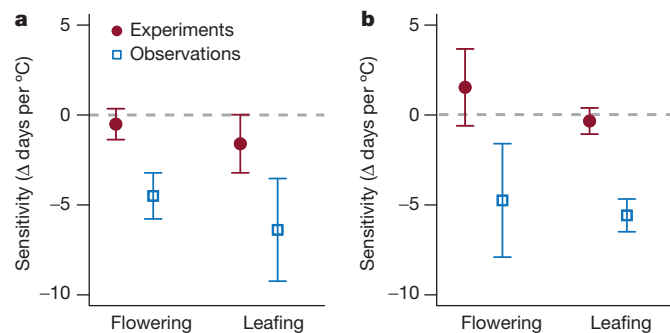 a
Experiments
Observations
Sensitivity (Δ days per °C)
5
0
−5
−10
Flowering Leafing
b
Sensitivity (Δ days per °C)
5
0
−5
−10
Flowering Leafing